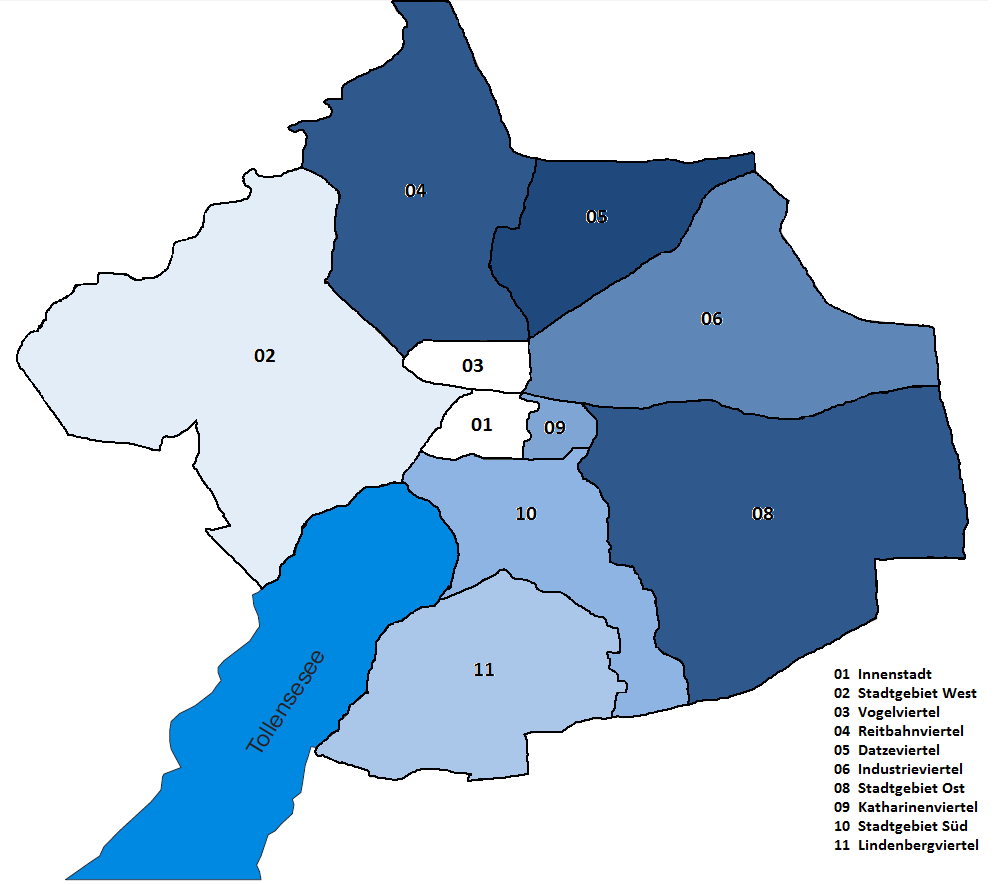 04
05
06
02
03
01
09
10
08
11
Tollensesee
01 Innenstadt
02 Stadtgebiet West
03 Vogelviertel
04 Reitbahnviertel
05 Datzeviertel
06 Industrieviertel
08 Stadtgebiet Ost
09 Katharinenviertel
10 Stadtgebiet Süd
11 Lindenbergviertel